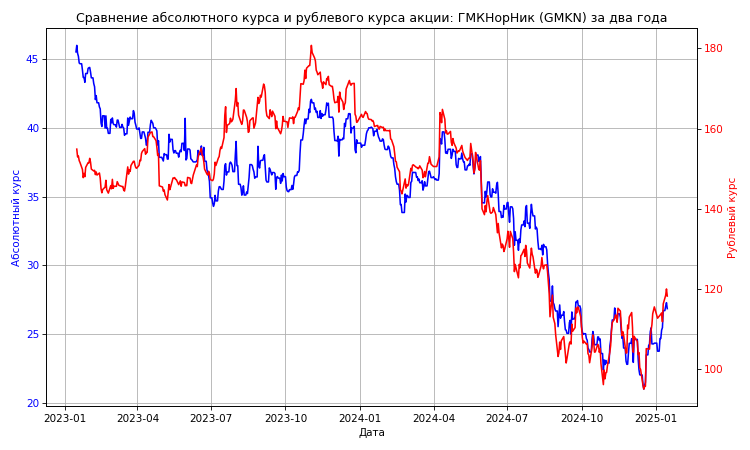 Сравнение абсолютного курса и рублевого курса акции: ГМКНорНик (GMKN) за два года
45
40
35
30
25
20
Абсолютный курс
180
160
140
120
100
Рублевый курс
2023-01 2023-04 2023-07 2023-10 2024-01 2024-04 2024-07 2024-10 2025-01
Дата